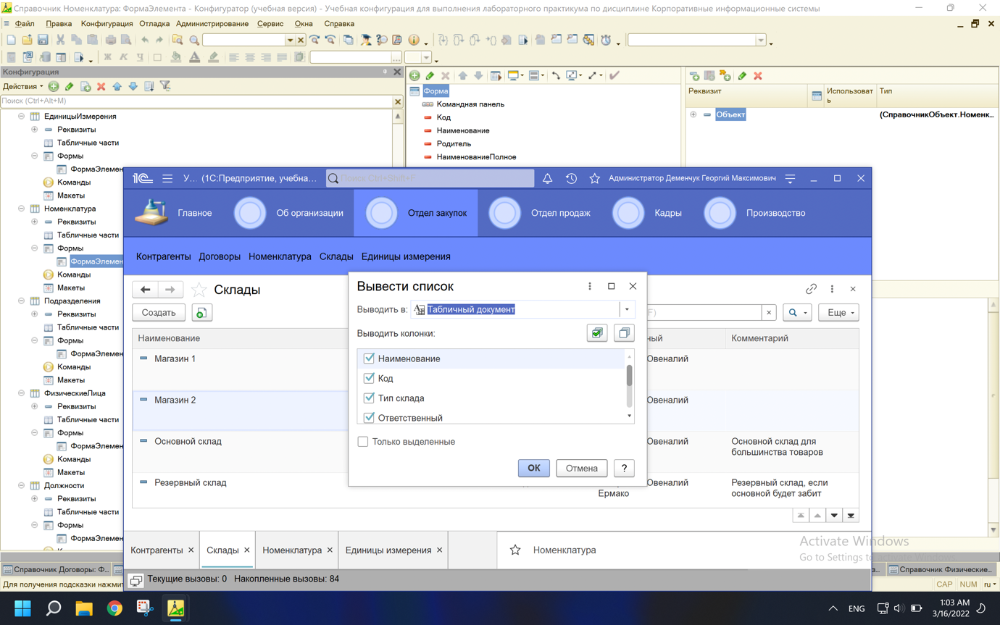 Справочник Номенклатура: ФормаЭлемента - Конфигуратор (учебная версия) - Учебная конфигурация для выполнения лабораторного практикума по дисциплине Корпоративные информационные системы
Файл Правка Конфигурация Отладка Администрирование Сервис Окна Справка
Ж К Ч
Конфигурация
Действия
Поиск (Ctrl+Alt+M)
ЕдиницыИзмерения
Реквизиты
Табличные части
Формы
ФормаЭлемен
Команды
Макеты
Номенклатура
Реквизиты
Табличные части
Формы
ФормаЭлемен
Команды
Макеты
Подразделения
Реквизиты
Табличные части
Формы
ФормаЭлемен
Команды
Макеты
ФизическиеЛица
Реквизиты
Табличные части
Формы
ФормаЭлемен
Команды
Макеты
Должности
Реквизиты
Табличные части
Формы
ФормаЭлемен
Форма
Командная панель
Код
Наименование
Родитель
НаименованиеПолное
Реквизит Использоват
ь Тип
Объект (СправочникОбъект.Номенк...
1С У... (1С:Предприятие, учебна... Поиск Ctrl+Shift+F Администратор Деменчук Георгий Максимович
Главное Об организации Отдел закупок Отдел продаж Кадры Производство
Контрагенты Договоры Номенклатура Склады Единицы измерения
Склады
Создать F) × Еще
Наименование ный Комментарий
Магазин 1 Ювеналий
Магазин 2 Ювеналий
Основной склад Ювеналий Основной склад для
большинства товаров
Резервный склад Ювеналий Резервный склад, если
Ермако основной будет забит
Вывести список
Выводить в: Табличный документ
Выводить колонки:
Наименование
Код
Тип склада
Ответственный
Только выделенные
ОК Отмена ?
Контрагенты × Склады × Номенклатура × Единицы измерения × Номенклатура
Текущие вызовы: 0 Накопленные вызовы: 84
Activate Windows
Go to Settings to activate Windows.
Справочник Договоры: Ф... Справочник Физические...
Для получения подсказки нажмит CAP NUM ru
ENG 1:03 AM
3/16/2022